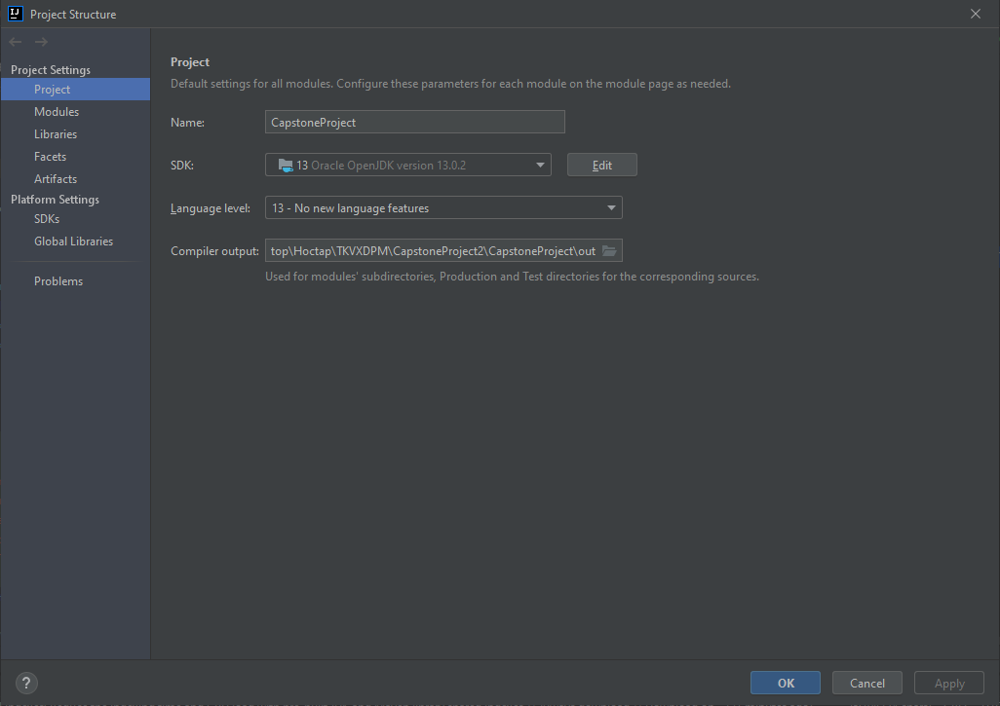 Project Structure
Project Settings
Project
Modules
Libraries
Facets
Artifacts
Platform Settings
SDKs
Global Libraries
Problems
Project
Default settings for all modules. Configure these parameters for each module on the module page as needed.
Name: CapstoneProject
SDK: 13 Oracle OpenJDK version 13.0.2 Edit
Language level: 13 - No new language features
Compiler output: top\Hoctap\TKVXDPM\CapstoneProject2\CapstoneProject\out
Used for modules' subdirectories, Production and Test directories for the corresponding sources.
? OK Cancel Apply